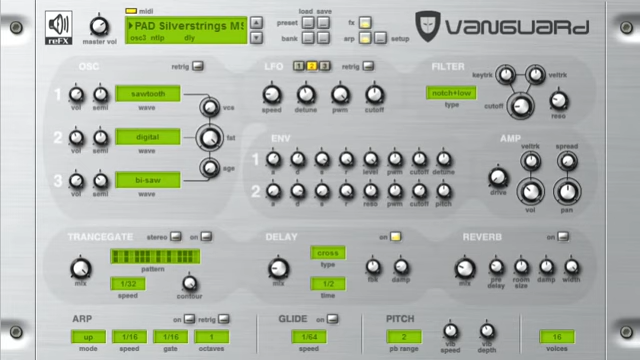 midi
load save
reFX
master vol
PAD Silverstrings MS
osc3 ntlp dly
preset
bank
fx
arp
setup
VANGUARD
OSC
retrig
LFO
1 2 3
retrig
FILTER
keytrk
veltrk
1
vol
semi
sawtooth
wave
vcs
speed
detune
pwm
cutoff
notch+low
type
cutoff
reso
2
vol
semi
digital
wave
fat
ENV
AMP
1
a
d
s
r
level
pwm
cutoff
detune
veltrk
spread
3
vol
semi
bi-saw
wave
age
2
a
d
s
r
reso
pwm
cutoff
pitch
drive
vol
pan
TRANCEGATE
stereo
on
DELAY
on
REVERB
on
mix
pattern
1/32
speed
contour
mix
cross
type
1/2
time
fbk
damp
mix
pre delay
room size
damp
width
ARP
on
retrig
GLIDE
on
PITCH
up
mode
1/16
speed
1/16
gate
1
octaves
1/64
speed
2
pb range
vib speed
vib depth
16
voices